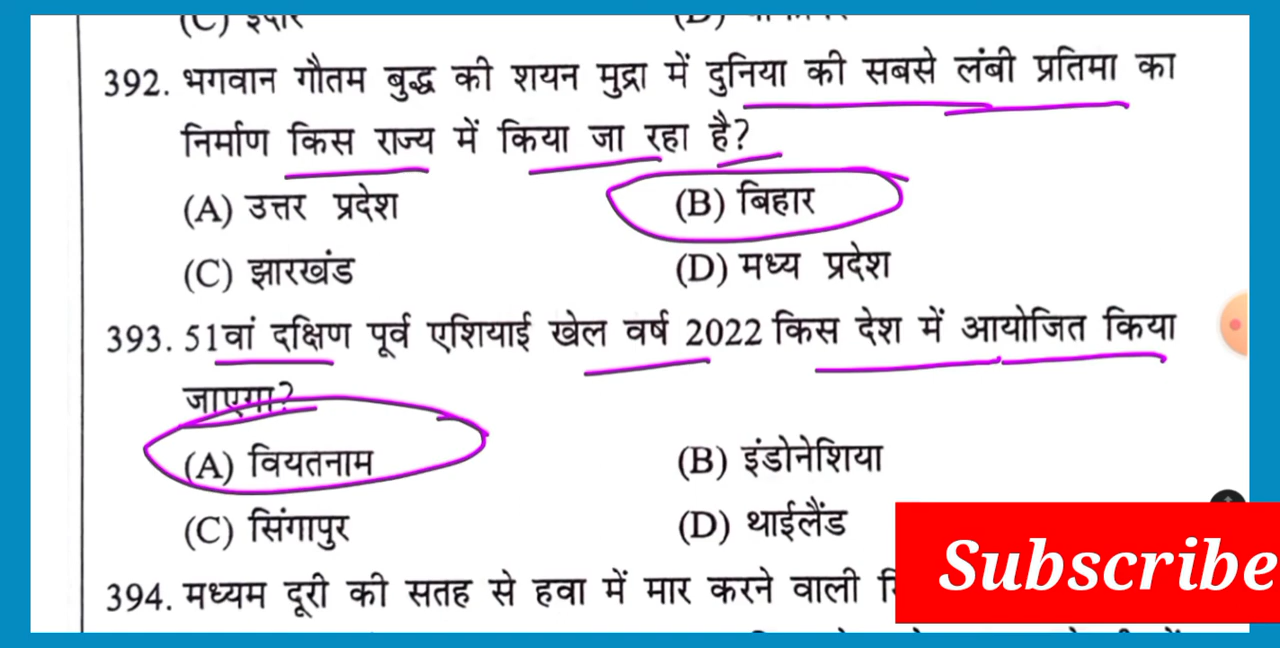 392. भगवान गौतम बुद्ध की शयन मुद्रा में दुनिया की सबसे लंबी प्रतिमा का
निर्माण किस राज्य में किया जा रहा है?
(A) उत्तर प्रदेश (B) बिहार
(C) झारखंड (D) मध्य प्रदेश
393. 51वां दक्षिण पूर्व एशियाई खेल वर्ष 2022 किस देश में आयोजित किया
जाएगा?
(A) वियतनाम (B) इंडोनेशिया
(C) सिंगापुर (D) थाईलैंड
394. मध्यम दूरी की सतह से हवा में मार करने वाली
Subscribe